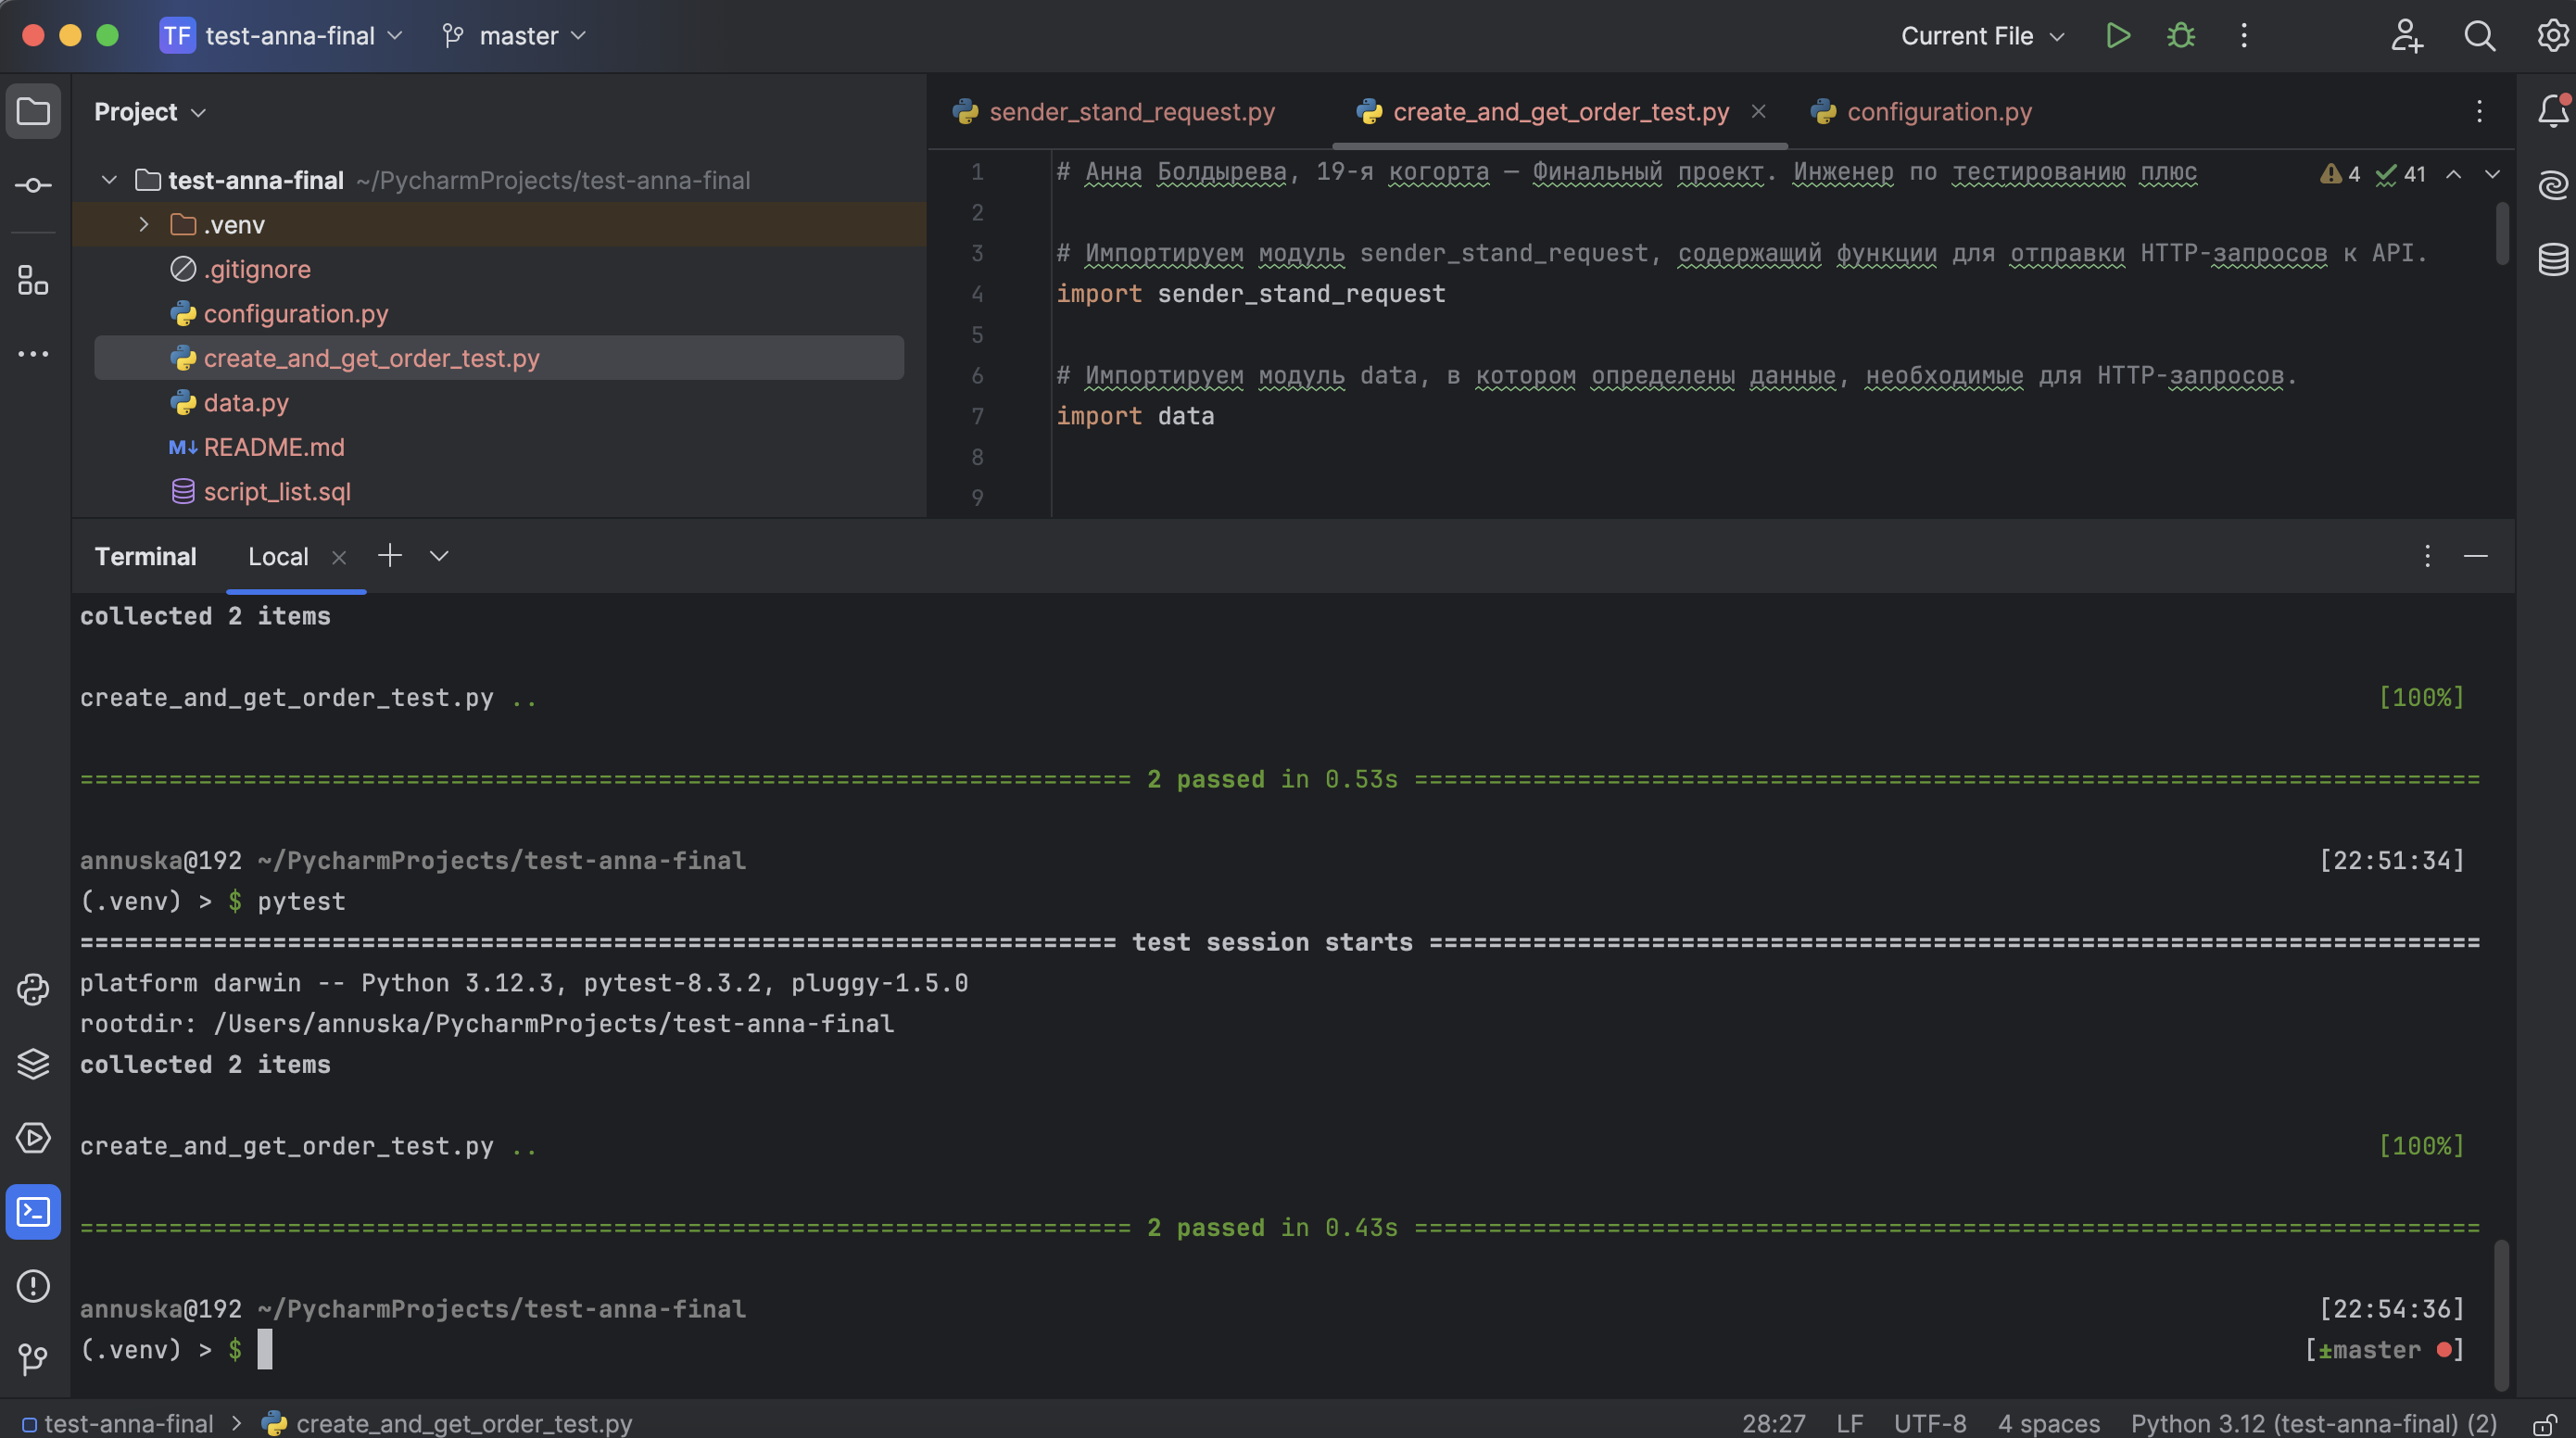 TF test-anna-final master Current File
Project
test-anna-final ~/PycharmProjects/test-anna-final
.venv
.gitignore
configuration.py
create_and_get_order_test.py
data.py
M↓ README.md
script_list.sql
sender_stand_request.py create_and_get_order_test.py configuration.py
1 # Анна Болдырева, 19-я когорта — Финальный проект. Инженер по тестированию плюс 4 41
2
3 # Импортируем модуль sender_stand_request, содержащий функции для отправки HTTP-запросов к API.
4 import sender_stand_request
5
6 # Импортируем модуль data, в котором определены данные, необходимые для HTTP-запросов.
7 import data
8
9
Terminal Local
collected 2 items
create_and_get_order_test.py .. [100%]
======================================================================= 2 passed in 0.53s ========================================================================
annuska@192 ~/PycharmProjects/test-anna-final [22:51:34]
(.venv) > $ pytest
====================================================================== test session starts =======================================================================
platform darwin -- Python 3.12.3, pytest-8.3.2, pluggy-1.5.0
rootdir: /Users/annuska/PycharmProjects/test-anna-final
collected 2 items
create_and_get_order_test.py .. [100%]
======================================================================= 2 passed in 0.43s ========================================================================
annuska@192 ~/PycharmProjects/test-anna-final [22:54:36]
(.venv) > $ [±master ●]
test-anna-final > create_and_get_order_test.py 28:27 LF UTF-8 4 spaces Python 3.12 (test-anna-final) (2)